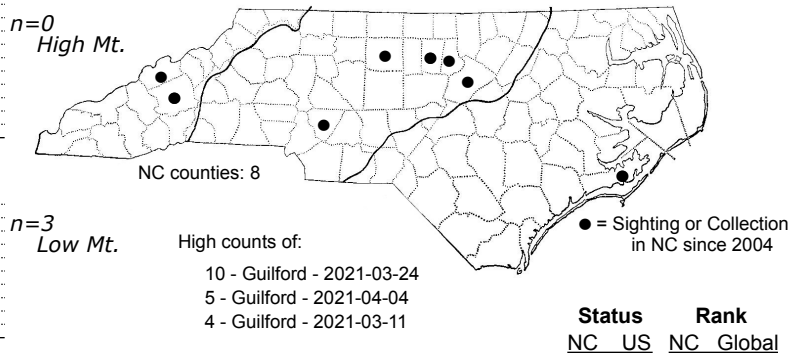 n=0
High Mt.
NC counties: 8
n=3
Low Mt.
High counts of:
10 - Guilford - 2021-03-24
5 - Guilford - 2021-04-04
4 - Guilford - 2021-03-11
● = Sighting or Collection
in NC since 2004
Status Rank
NC US NC Global